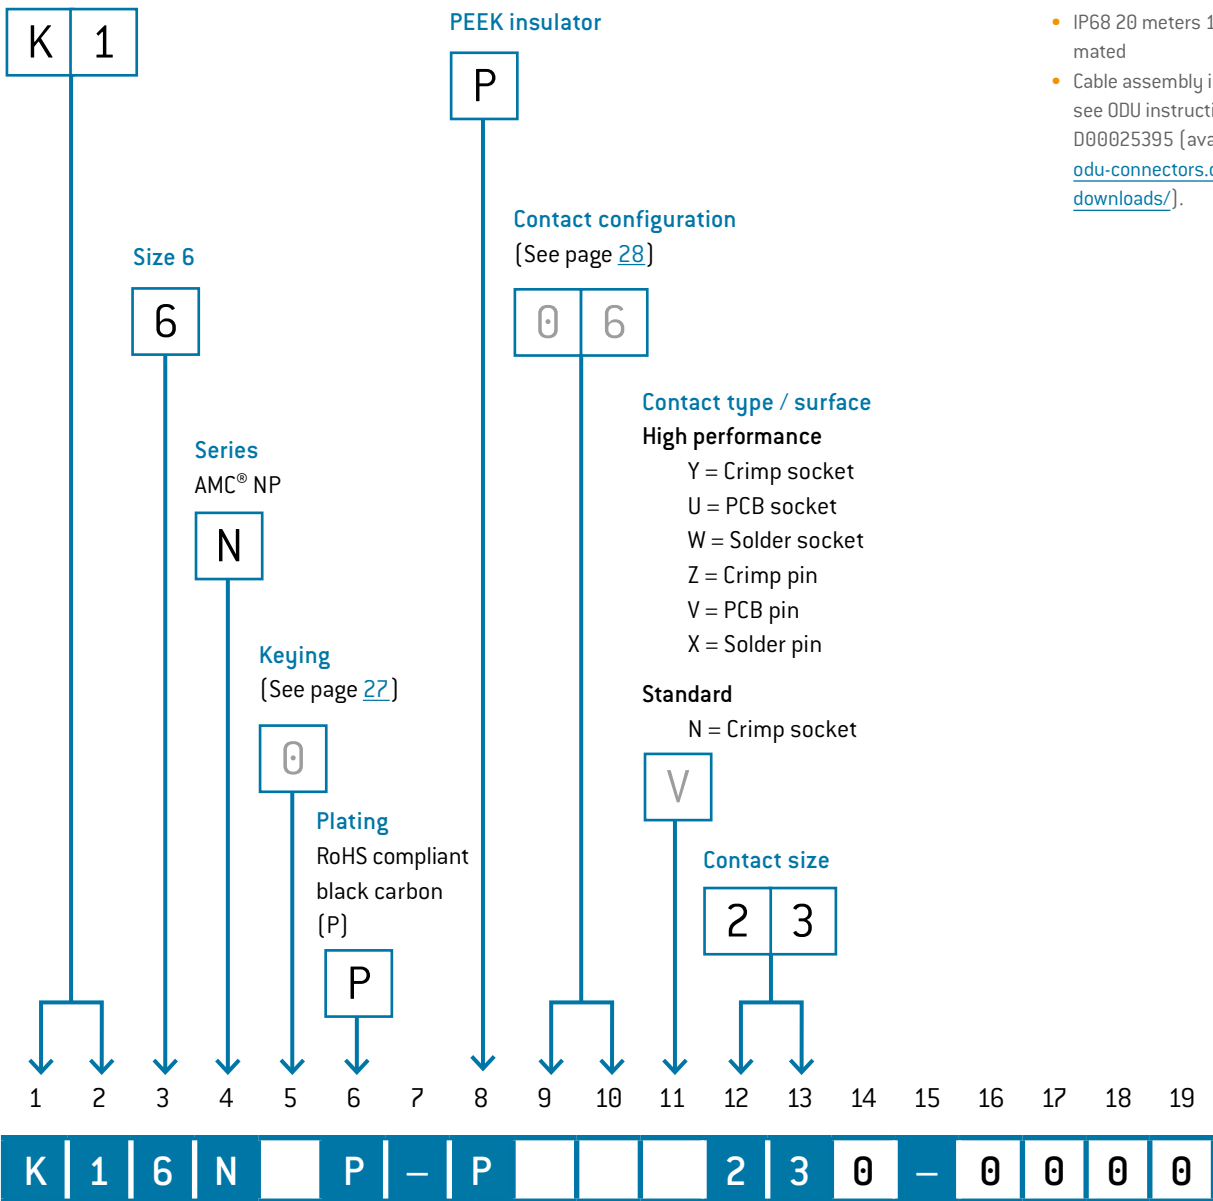 K 1
PEEK insulator
P
• IP68 20 meters 1
mated
• Cable assembly i
see ODU instructi
D00025395 (ava
odu-connectors.
downloads/).
Contact configuration
(See page 28)
0 6
Size 6
6
Contact type / surface
High performance
Y = Crimp socket
U = PCB socket
W = Solder socket
Z = Crimp pin
V = PCB pin
X = Solder pin
Standard
N = Crimp socket
V
Series
AMC® NP
N
Keying
(See page 27)
0
Plating
RoHS compliant
black carbon
(P)
P
Contact size
2 3
1 2 3 4 5 6 7 8 9 10 11 12 13 14 15 16 17 18 19
K 1 6 N P – P 2 3 0 – 0 0 0 0